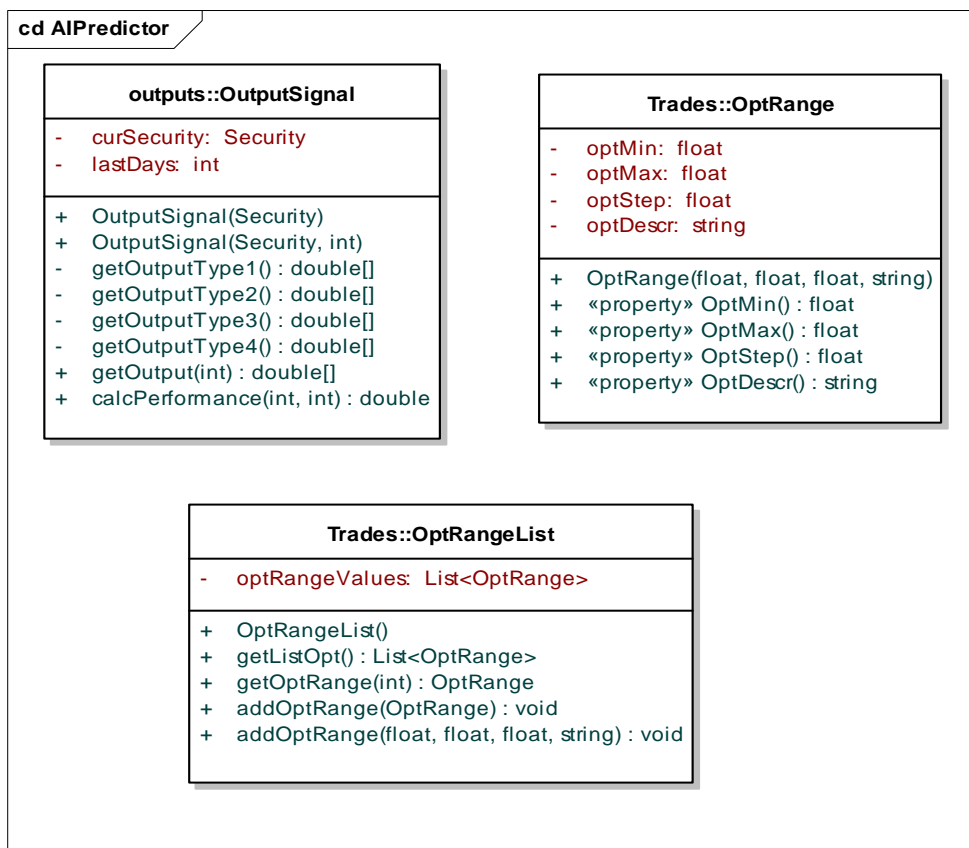 cd AIPredictor
outputs::OutputSignal
- curSecurity: Security
- lastDays: int
+ OutputSignal(Security)
+ OutputSignal(Security, int)
- getOutputType1() : double[]
- getOutputType2() : double[]
- getOutputType3() : double[]
- getOutputType4() : double[]
+ getOutput(int) : double[]
+ calcPerformance(int, int) : double
Trades::OptRange
- optMin: float
- optMax: float
- optStep: float
- optDescr: string
+ OptRange(float, float, float, string)
+ «property» OptMin() : float
+ «property» OptMax() : float
+ «property» OptStep() : float
+ «property» OptDescr() : string
Trades::OptRangeList
- optRangeValues: List<OptRange>
+ OptRangeList()
+ getListOpt() : List<OptRange>
+ getOptRange(int) : OptRange
+ addOptRange(OptRange) : void
+ addOptRange(float, float, float, string) : void